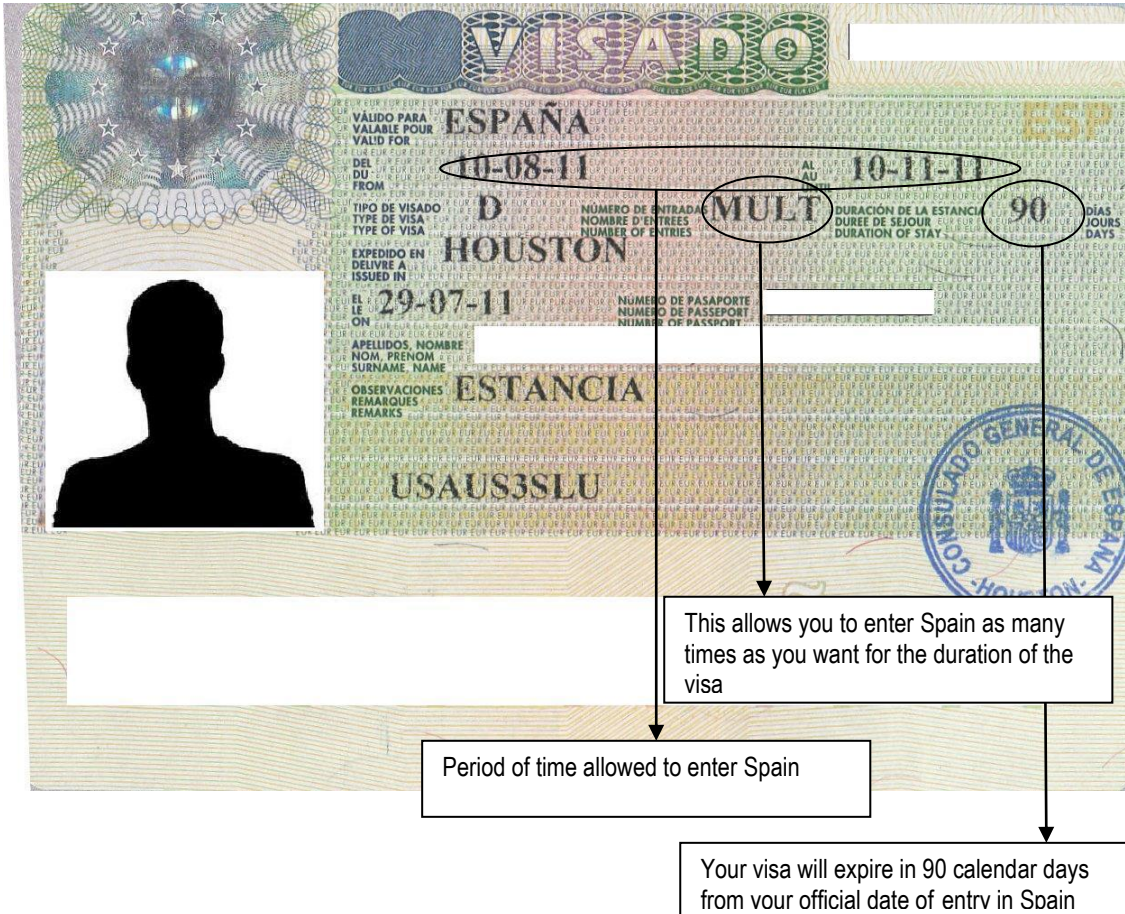 VISADO
ESP
VÁLIDO PARA
VALABLE POUR
VALID FOR
ESPAÑA
DEL
DU
FROM
10-08-11
AL
AU
10-11-11
TIPO DE VISADO
TYPE DE VISA
TYPE OF VISA
D
NÚMERO DE ENTRADAS
NOMBRE D'ENTREES
NUMBER OF ENTRIES
MULT
DURACIÓN DE LA ESTANCIA
DUREE DE SEJOUR
DURATION OF STAY
90
DÍAS
JOURS
DAYS
EXPEDIDO EN
DELIVRE A
ISSUED IN
HOUSTON
EL
LE
ON
29-07-11
NÚMERO DE PASAPORTE
NUMERO DE PASSEPORT
NUMBER OF PASSPORT
APELLIDOS, NOMBRE
NOM, PRENOM
SURNAME, NAME
OBSERVACIONES
REMARQUES
REMARKS
ESTANCIA
USAUS3SLU
CONSULADO GENERAL DE ESPAÑA
This allows you to enter Spain as many
times as you want for the duration of the
visa
Period of time allowed to enter Spain
Your visa will expire in 90 calendar days
from your official date of entry in Spain